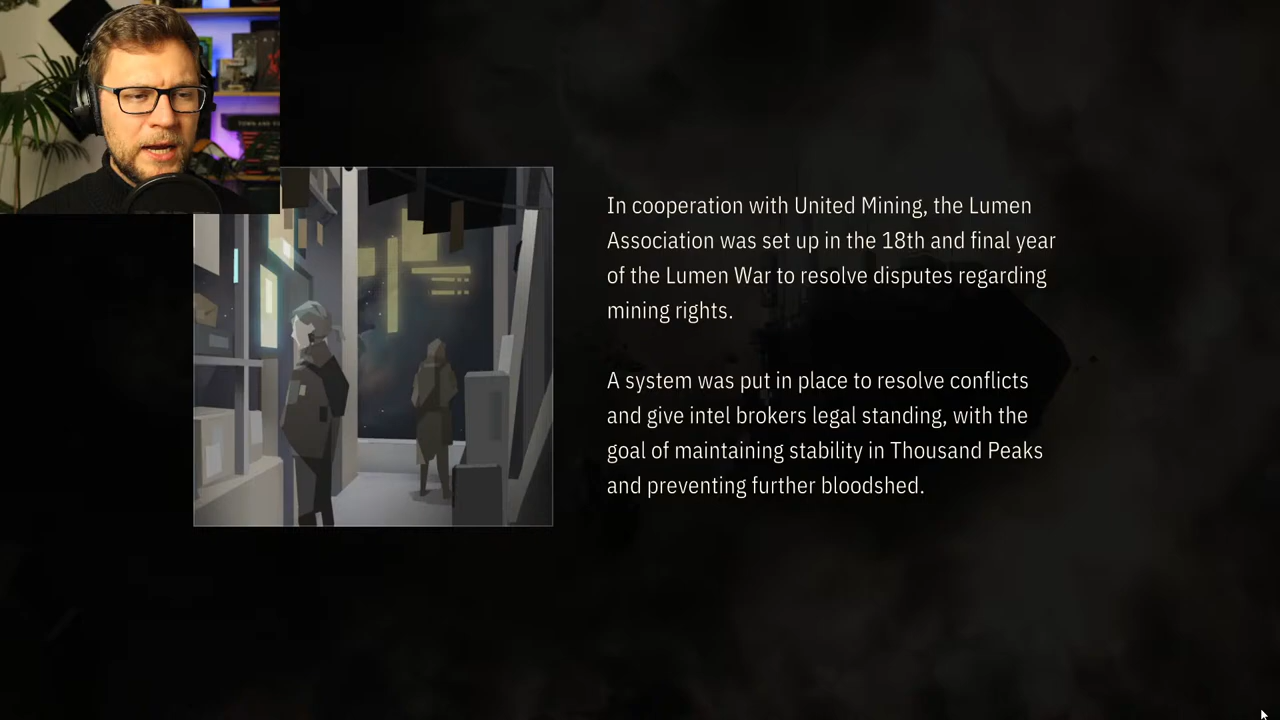 In cooperation with United Mining, the Lumen
Association was set up in the 18th and final year
of the Lumen War to resolve disputes regarding
mining rights.
A system was put in place to resolve conflicts
and give intel brokers legal standing, with the
goal of maintaining stability in Thousand Peaks
and preventing further bloodshed.